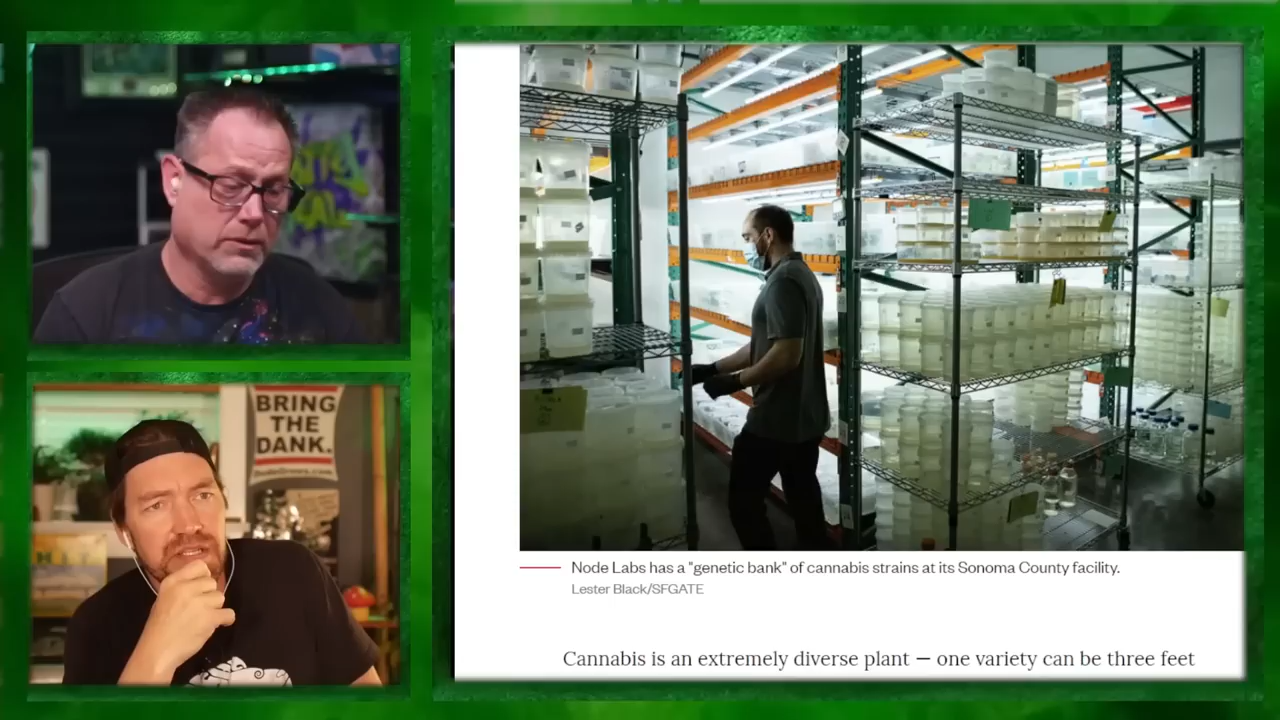 BRING
THE
DANK.
Node Labs has a "genetic bank" of cannabis strains at its Sonoma County facility.
Lester Black/SFGATE
Cannabis is an extremely diverse plant — one variety can be three feet